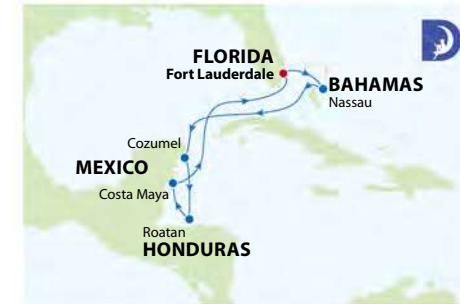 FLORIDA
Fort Lauderdale
BAHAMAS
Nassau
Cozumel
MEXICO
Costa Maya
Roatan
HONDURAS